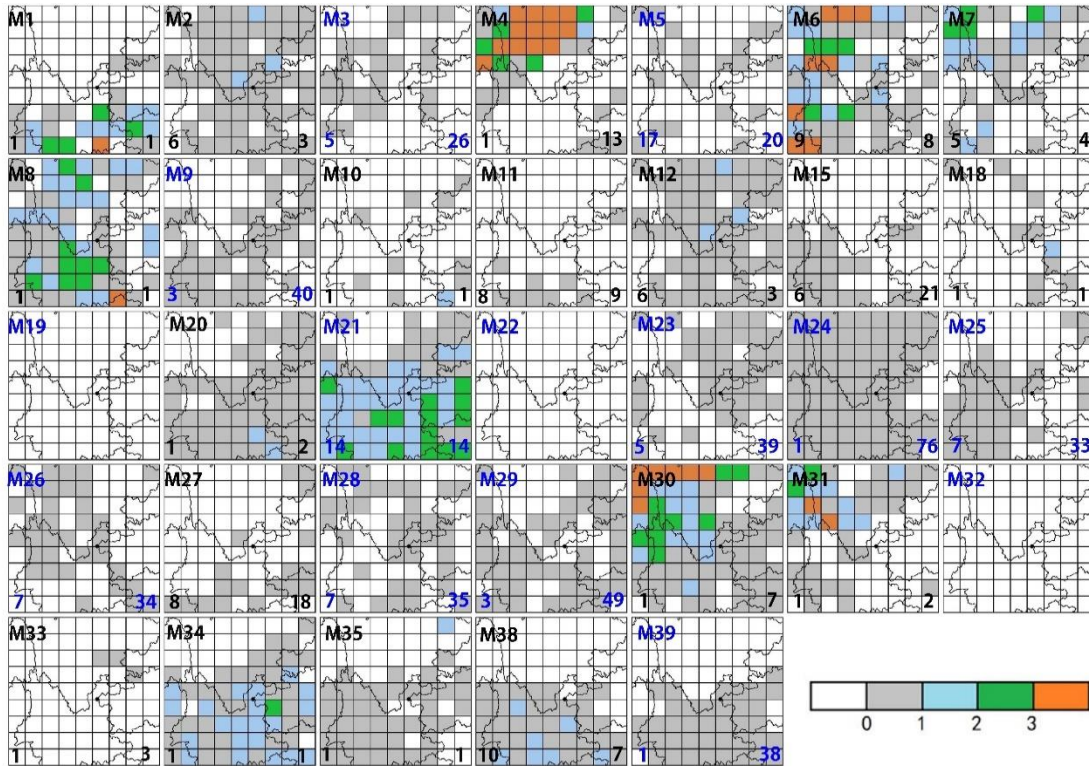 M1 M2 M3 M4 M5 M6 M7
1 1 6 3 5 26 1 13 17 20 9 8 5 4
M8 M9 M10 M11 M12 M15 M18
1 1 3 40 1 1 8 9 6 3 6 21 1 1
M19 M20 M21 M22 M23 M24 M25
1 2 14 14 5 39 1 76 7 33
M26 M27 M28 M29 M30 M31 M32
7 34 8 18 7 35 3 49 1 7 1 2
M33 M34 M35 M38 M39
1 3 1 1 1 1 10 7 1 38
0 1 2 3